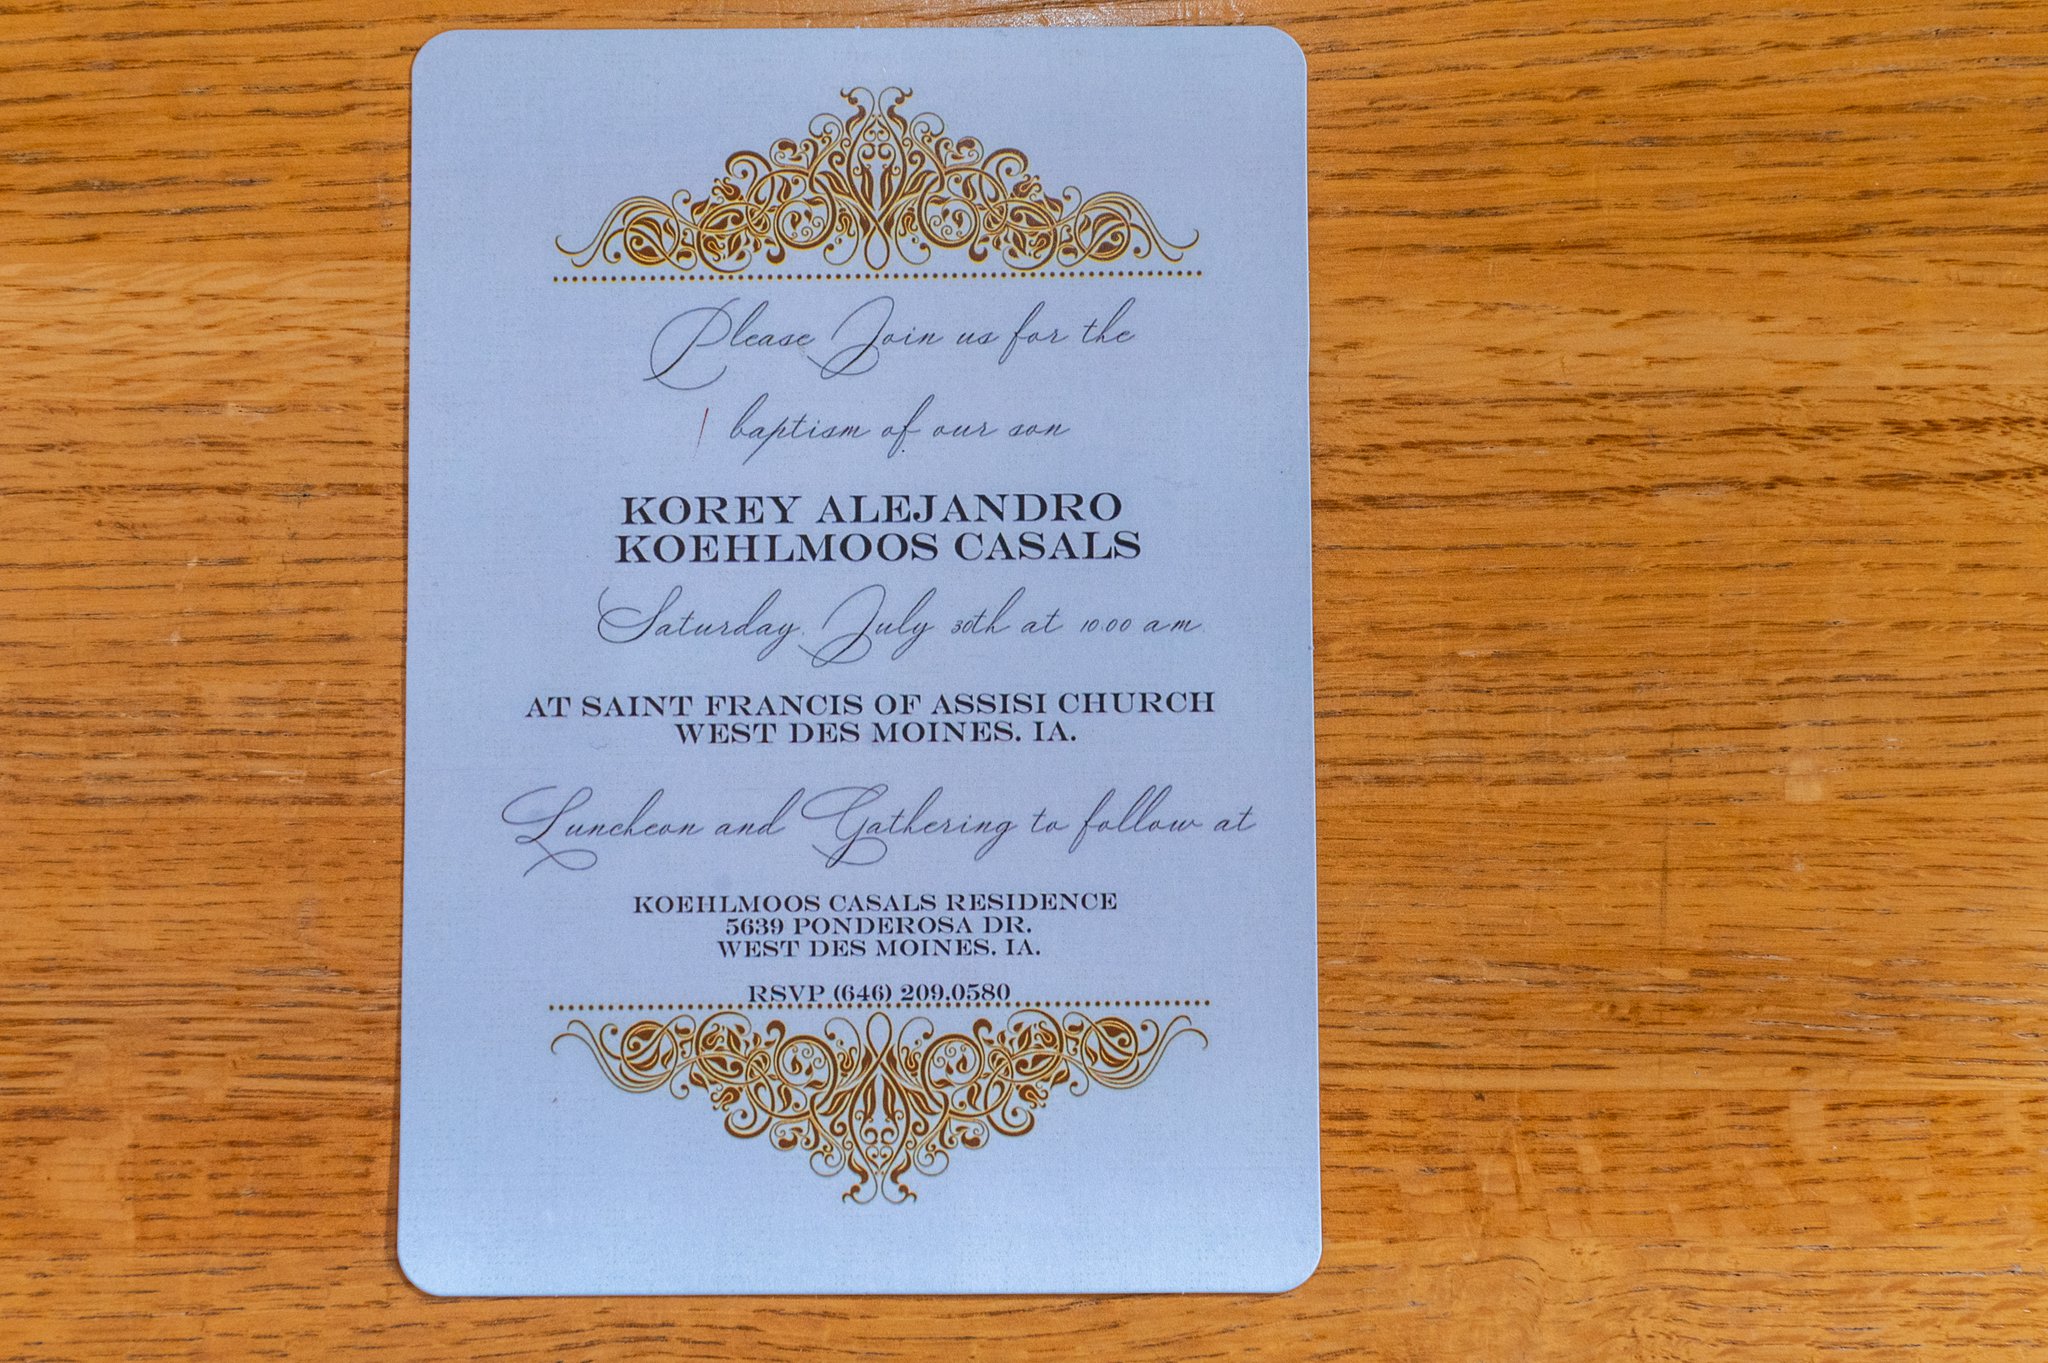 Please Join us for the
baptism of our son
KOREY ALEJANDRO
KOEHLMOOS CASALS
Saturday, July 30th at 10:00 a.m.
AT SAINT FRANCIS OF ASSISI CHURCH
WEST DES MOINES, IA.
Luncheon and Gathering to follow at
KOEHLMOOS CASALS RESIDENCE
5639 PONDEROSA DR.
WEST DES MOINES, IA.
RSVP (646) 209.0580